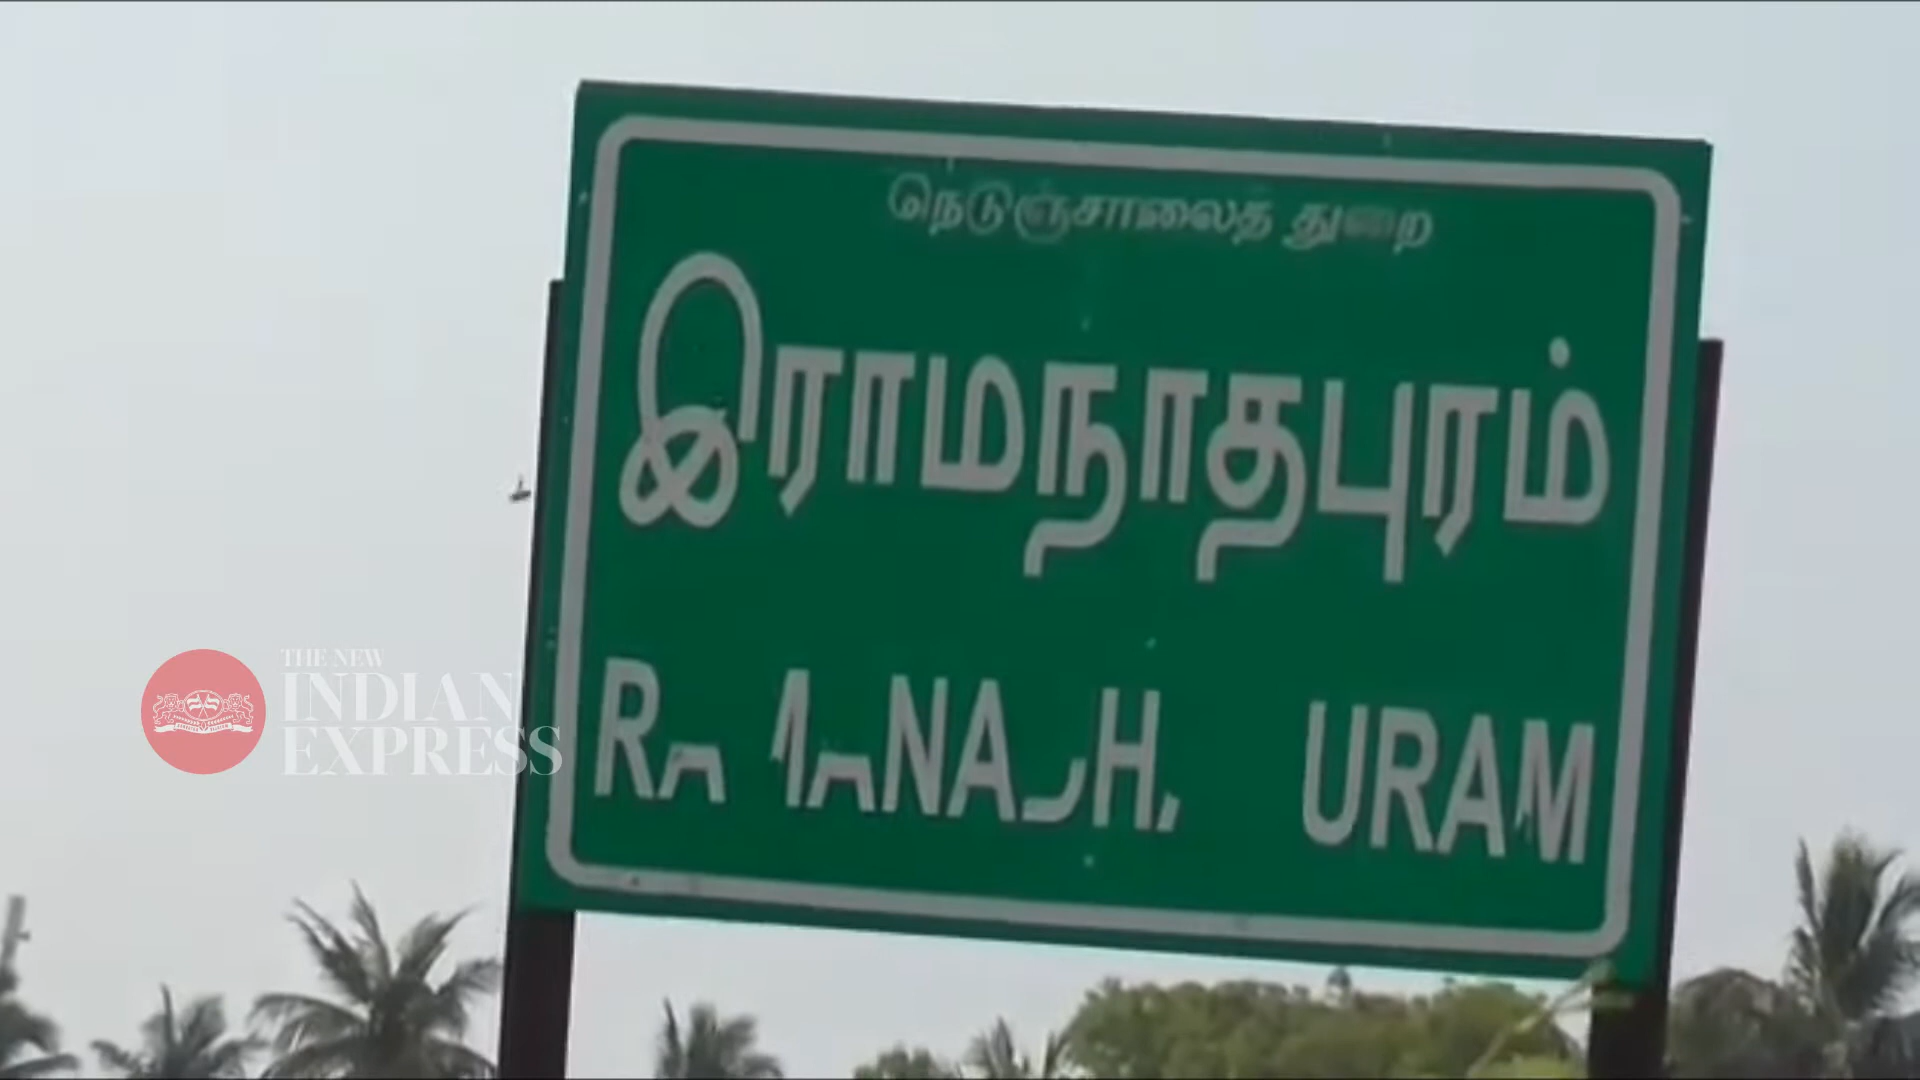 நெடுஞ்சாலைத் துறை
இராமநாதபுரம்
THE NEW
INDIAN
EXPRESS